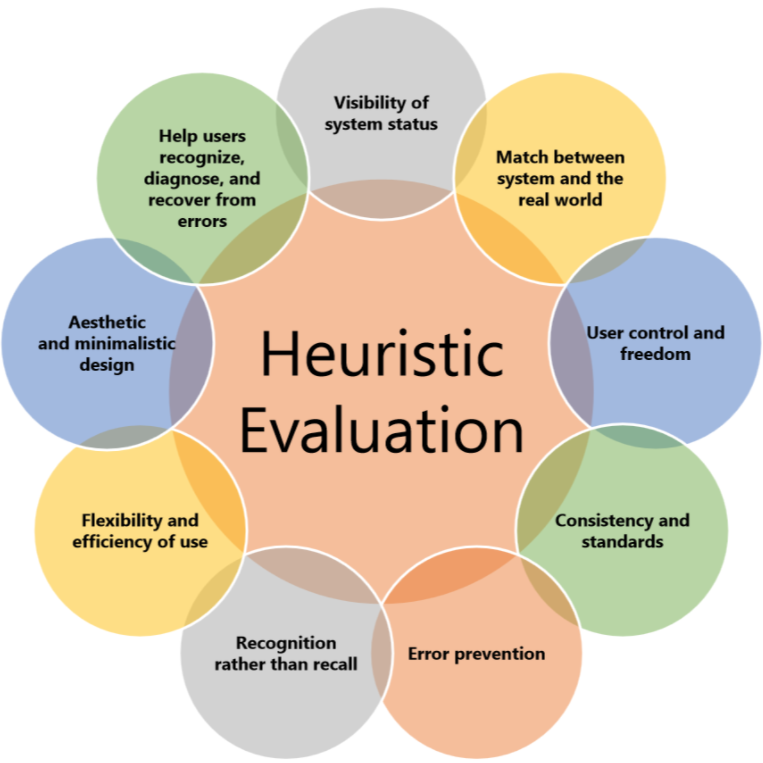 Visibility of
system status
Match between
system and the
real world
User control and
freedom
Consistency and
standards
Error prevention
Recognition
rather than recall
Flexibility and
efficiency of use
Aesthetic
and minimalistic
design
Help users
recognize,
diagnose, and
recover from
errors
Heuristic
Evaluation